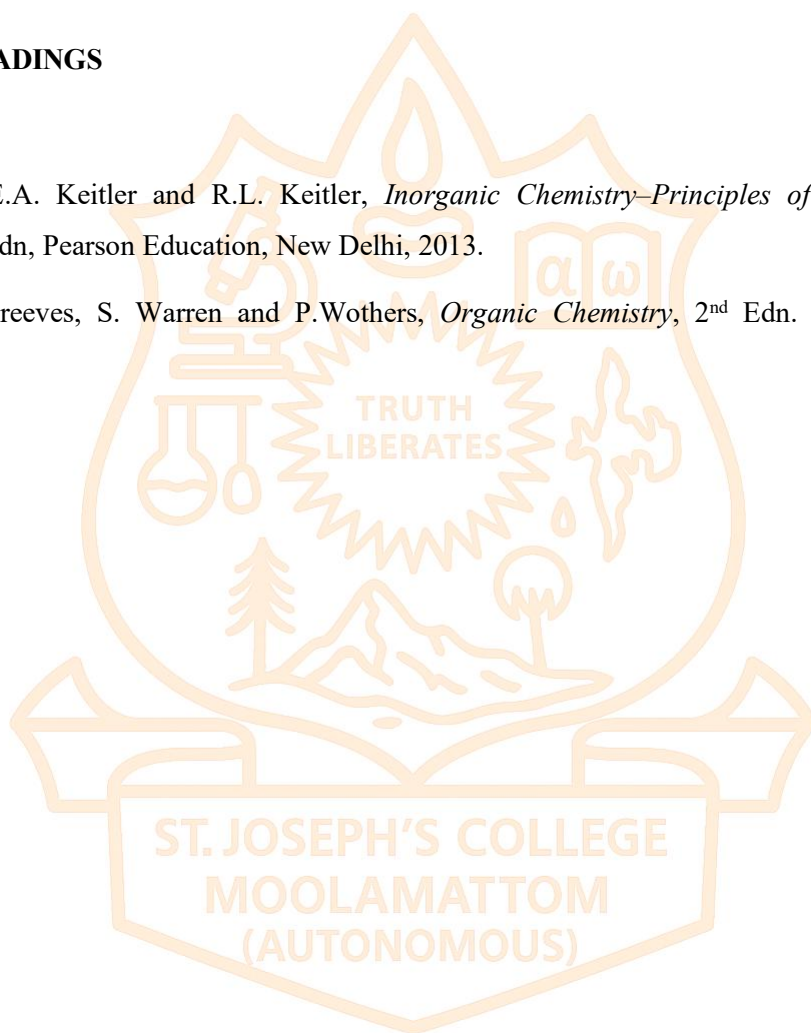 ADINGS
E.A. Keitler and R.L. Keitler, Inorganic Chemistry–Principles of
dn, Pearson Education, New Delhi, 2013.
reeves, S. Warren and P.Wothers, Organic Chemistry, 2nd Edn.
α ω
TRUTH
LIBERATES
ST. JOSEPH'S COLLEGE
MOOLAMATTOM
(AUTONOMOUS)